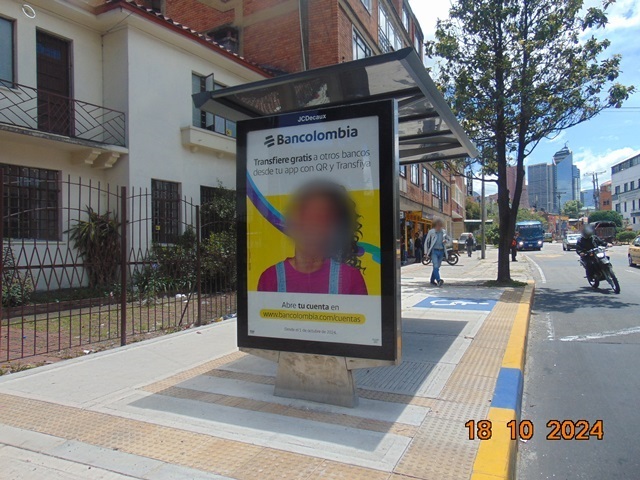 JCDecaux
Bancolombia
Transfiere gratis a otros bancos
desde tu app con QR y Transfiya
Abre tu cuenta en
www.bancolombia.com/cuentas
18 10 2024